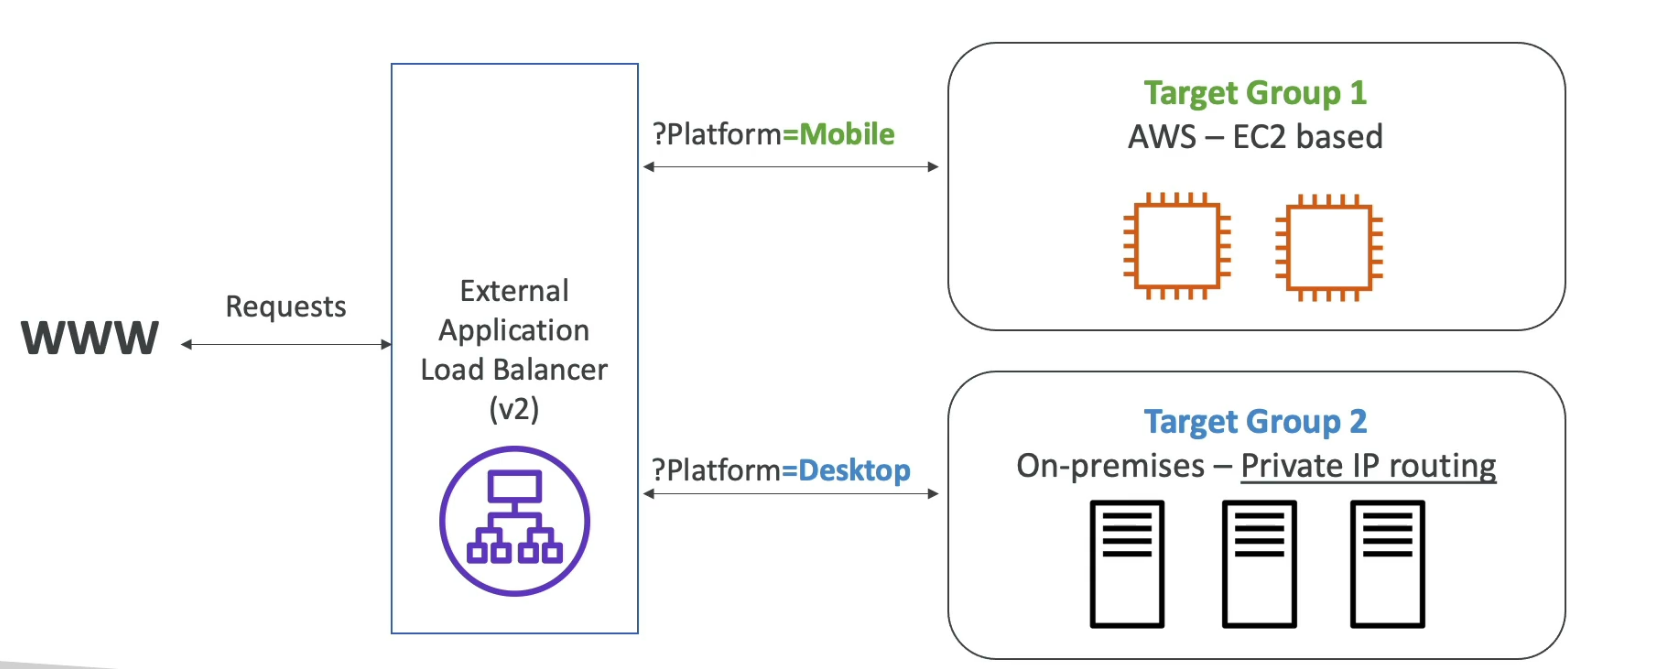 WWW
Requests
External
Application
Load Balancer
(v2)
?Platform=Mobile
Target Group 1
AWS – EC2 based
?Platform=Desktop
Target Group 2
On-premises – Private IP routing